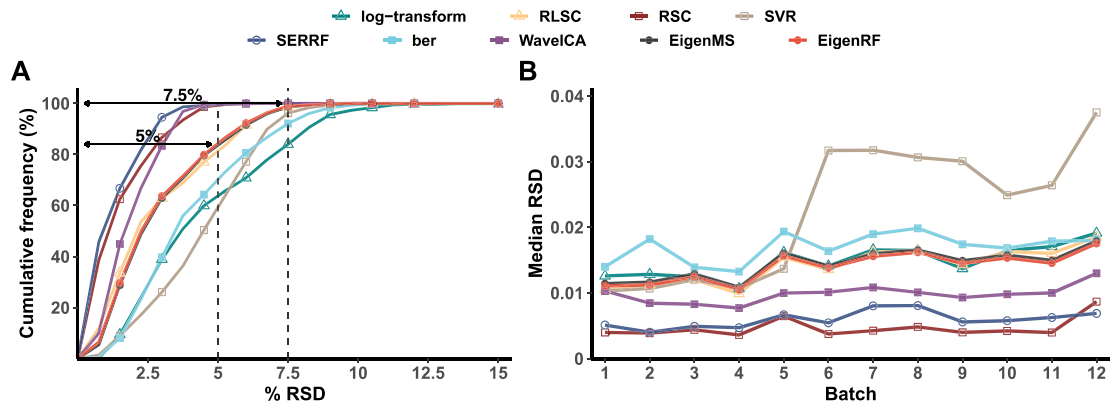 log−transform RLSC RSC SVR
SERRF ber WaveICA EigenMS EigenRF
A
Cumulative frequency (%)
100
80
60
40
20
7.5%
5%
2.5 5 7.5 10 12.5 15
% RSD
B
Median RSD
0.04
0.03
0.02
0.01
0
1 2 3 4 5 6 7 8 9 10 11 12
Batch